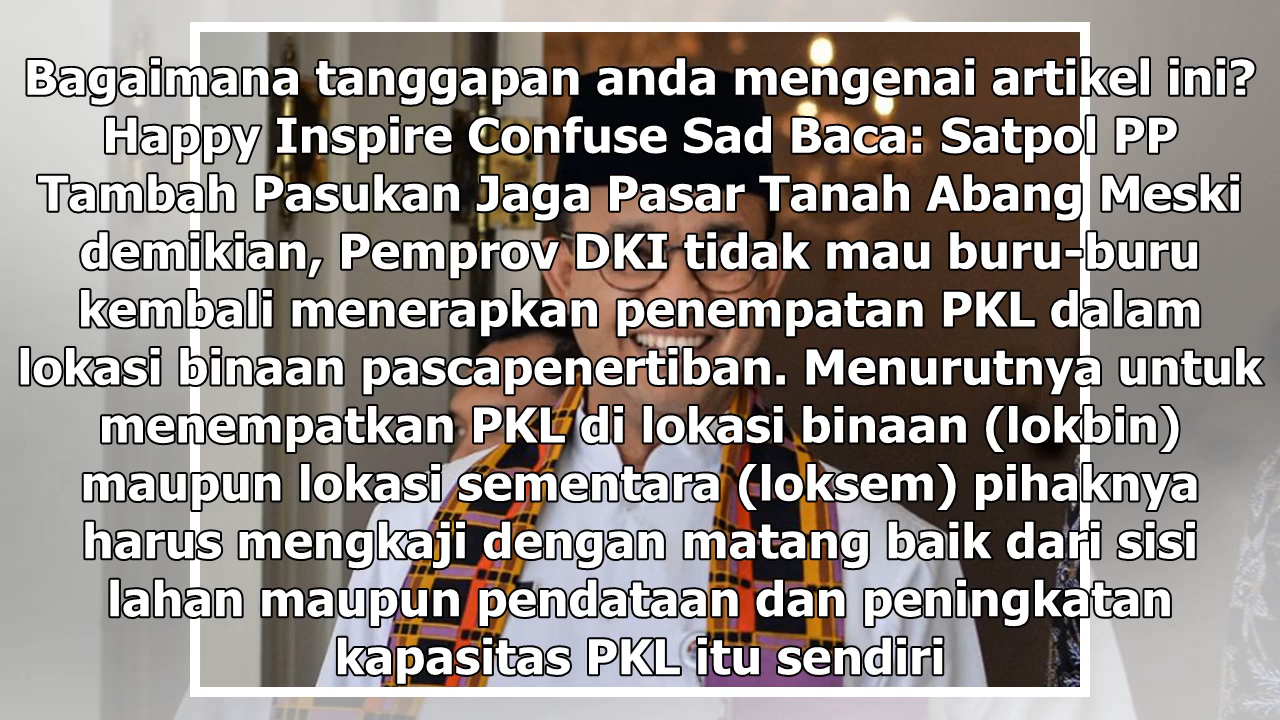 Bagaimana tanggapan anda mengenai artikel ini?
Happy Inspire Confuse Sad Baca: Satpol PP
Tambah Pasukan Jaga Pasar Tanah Abang Meski
demikian, Pemprov DKI tidak mau buru-buru
kembali menerapkan penempatan PKL dalam
lokasi binaan pascapenertiban. Menurutnya untuk
menempatkan PKL di lokasi binaan (lokbin)
maupun lokasi sementara (loksem) pihaknya
harus mengkaji dengan matang baik dari sisi
lahan maupun pendataan dan peningkatan
kapasitas PKL itu sendiri